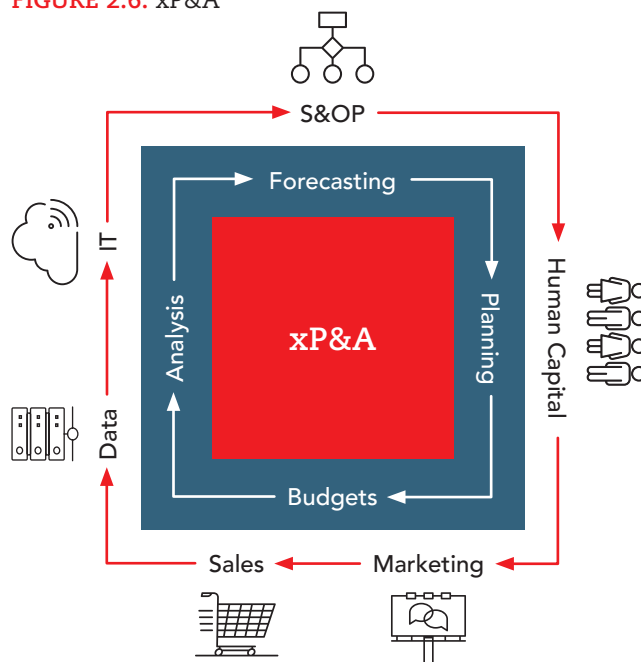 FIGURE 2.6. xP&A
S&OP
Forecasting
IT
Analysis
xP&A
Planning
Human Capital
Data
Budgets
Sales
Marketing